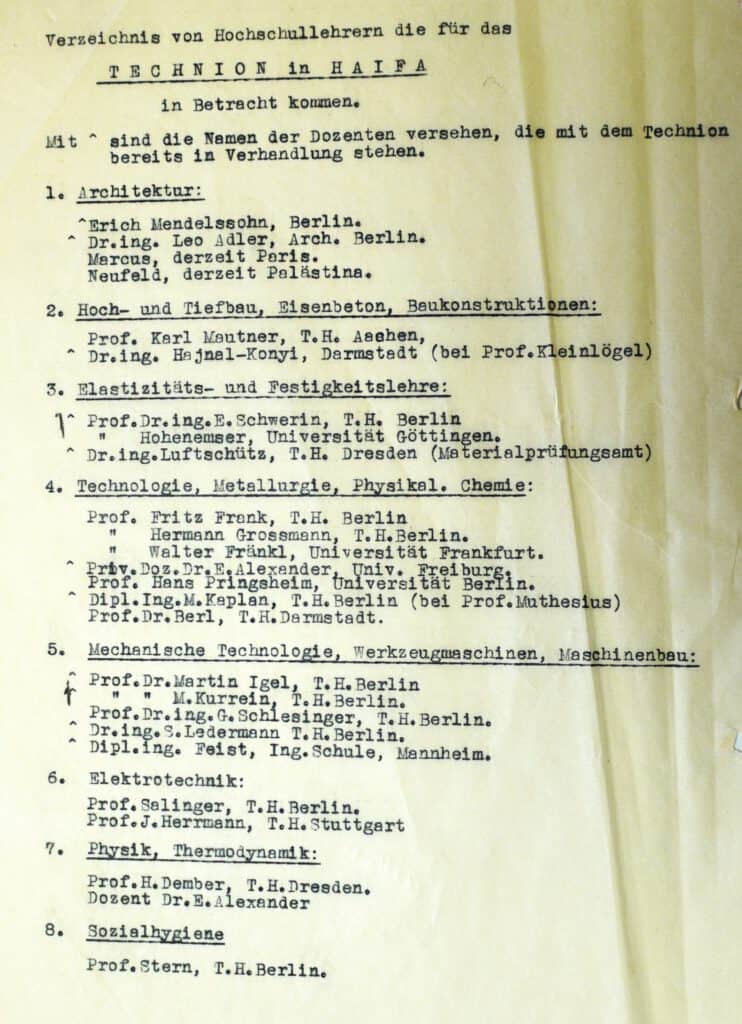 Verzeichnis von Hochschullehrern die für das
T E C H N I O N in H A I F A
in Betracht kommen.
Mit ^ sind die Namen der Dozenten versehen, die mit dem Technion
bereits in Verhandlung stehen.
1. Architektur:
^Erich Mendelssohn, Berlin.
^ Dr.ing. Leo Adler, Arch. Berlin.
Marcus, derzeit Paris.
Neufeld, derzeit Palästina.
2. Hoch- und Tiefbau, Eisenbeton, Baukonstruktionen:
Prof. Karl Mautner, T.H. Aachen,
^ Dr.ing. Hajnal-Konyi, Darmstadt (bei Prof.Kleinlögel)
3. Elastizitäts- und Festigkeitslehre:
^ Prof.Dr.ing.E.Schwerin, T.H. Berlin
" Hohenemser, Universität Göttingen.
^ Dr.ing.Luftschütz, T.H. Dresden (Materialprüfungsamt)
4. Technologie, Metallurgie, Physikal. Chemie:
Prof. Fritz Frank, T.H. Berlin
" Hermann Grossmann, T.H.Berlin.
" Walter Fränkl, Universität Frankfurt.
^ Priv.Doz.Dr.E.Alexander, Univ. Freiburg.
Prof. Hans Pringsheim, Universität Berlin.
^ Dipl.Ing.M.Kaplan, T.H.Berlin (bei Prof.Muthesius)
Prof.Dr.Berl, T.H.Darmstadt.
5. Mechanische Technologie, Werkzeugmaschinen, Maschinenbau:
^ Prof.Dr.Martin Igel, T.H.Berlin
^ " " M.Kurrein, T.H.Berlin.
Prof.Dr.ing.G.Schlesinger, T.H.Berlin.
^ Dr.ing.S.Ledermann T.H.Berlin.
^ Dipl.ing. Feist, Ing.Schule, Mannheim.
6. Elektrotechnik:
Prof.Salinger, T.H.Berlin.
Prof.J.Herrmann, T.H.Stuttgart
7. Physik, Thermodynamik:
Prof.H.Dember, T.H.Dresden.
Dozent Dr.E.Alexander
8. Sozialhygiene
Prof.Stern, T.H.Berlin.